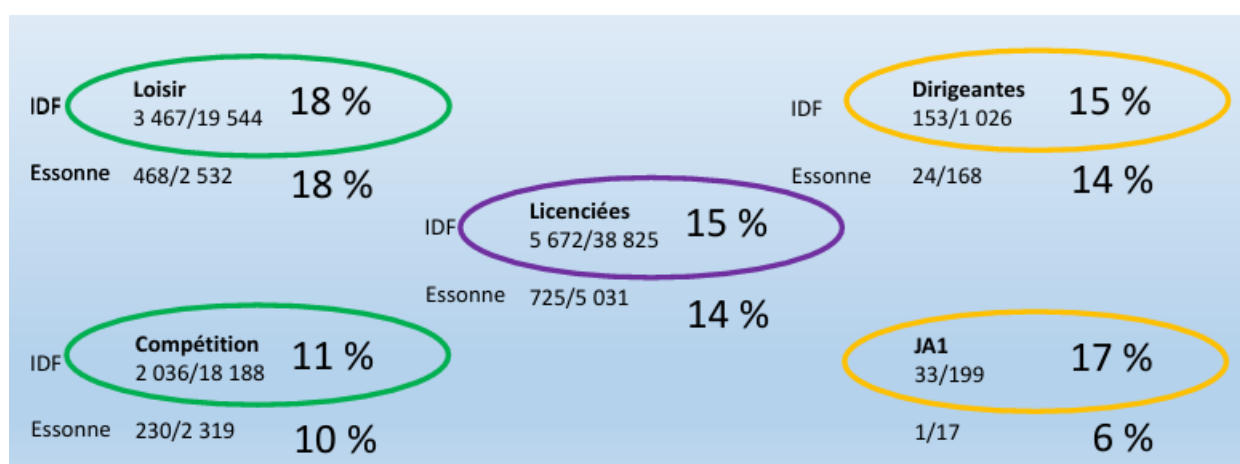 IDF Loisir 18 %
3 467/19 544
Essonne 468/2 532 18 %
IDF Dirigeantes 15 %
153/1 026
Essonne 24/168 14 %
IDF Licenciées 15 %
5 672/38 825
Essonne 725/5 031 14 %
IDF Compétition 11 %
2 036/18 188
Essonne 230/2 319 10 %
JA1 17 %
33/199
1/17 6 %